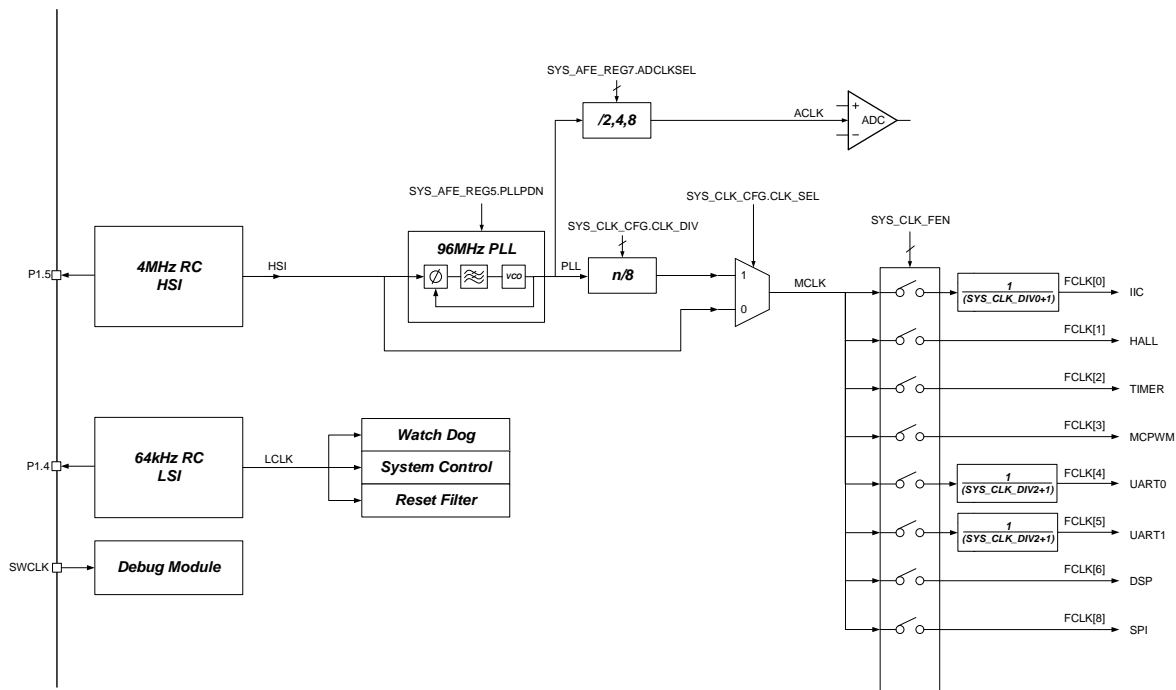 SYS_AFE_REG7.ADCLKSEL
/2,4,8
ACLK
+
ADC
−
SYS_AFE_REG5.PLLPDN
SYS_CLK_CFG.CLK_SEL
SYS_CLK_CFG.CLK_DIV
SYS_CLK_FEN
4MHz RC
HSI
P1.5
HSI
96MHz PLL
VCO
PLL
n/8
1
0
MCLK
1
(SYS_CLK_DIV0+1)
FCLK[0]
IIC
FCLK[1]
HALL
FCLK[2]
TIMER
FCLK[3]
MCPWM
1
(SYS_CLK_DIV2+1)
FCLK[4]
UART0
1
(SYS_CLK_DIV2+1)
FCLK[5]
UART1
FCLK[6]
DSP
FCLK[8]
SPI
64kHz RC
LSI
P1.4
LCLK
Watch Dog
System Control
Reset Filter
SWCLK
Debug Module